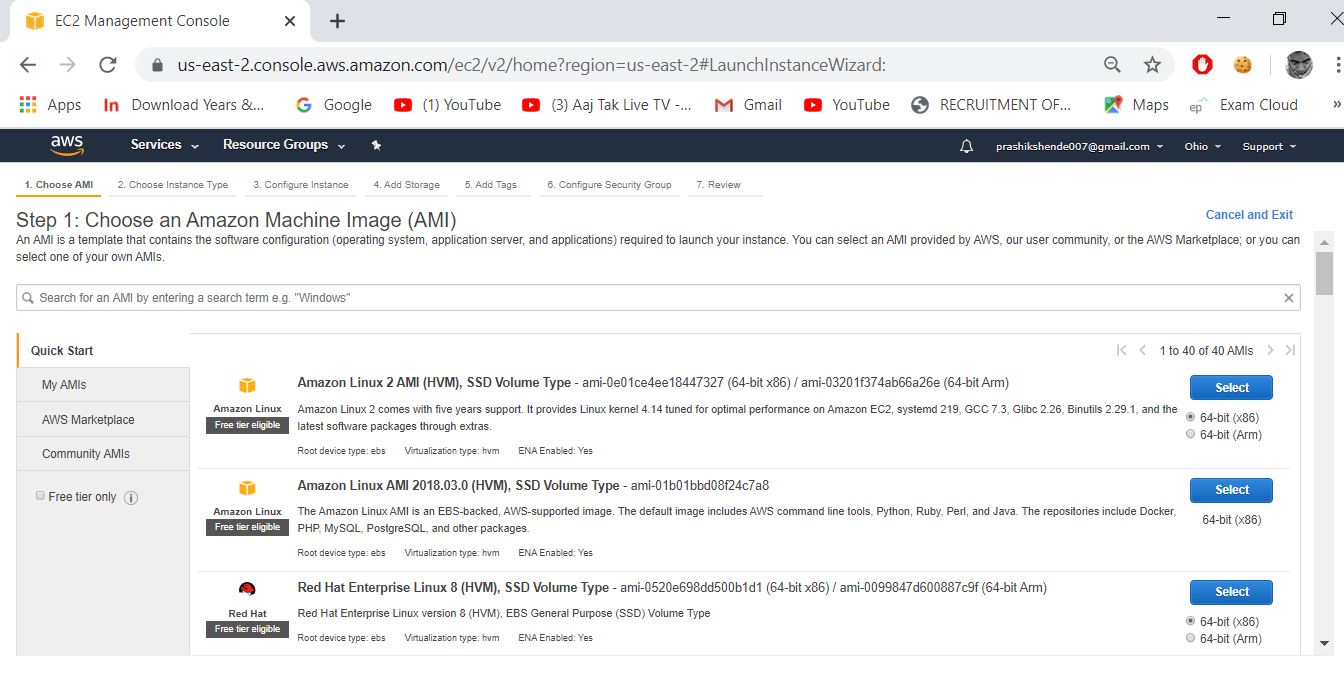 EC2 Management Console
us-east-2.console.aws.amazon.com/ec2/v2/home?region=us-east-2#LaunchInstanceWizard:
Apps In Download Years &... Google (1) YouTube (3) Aaj Tak Live TV -... Gmail YouTube RECRUITMENT OF... Maps ep Exam Cloud »
aws Services Resource Groups prashikshende007@gmail.com Ohio Support
1. Choose AMI 2. Choose Instance Type 3. Configure Instance 4. Add Storage 5. Add Tags 6. Configure Security Group 7. Review
Step 1: Choose an Amazon Machine Image (AMI)
Cancel and Exit
An AMI is a template that contains the software configuration (operating system, application server, and applications) required to launch your instance. You can select an AMI provided by AWS, our user community, or the AWS Marketplace; or you can
select one of your own AMIs.
Search for an AMI by entering a search term e.g. "Windows"
Quick Start
My AMIs
AWS Marketplace
Community AMIs
Free tier only
1 to 40 of 40 AMIs
Amazon Linux
Free tier eligible
Amazon Linux 2 AMI (HVM), SSD Volume Type - ami-0e01ce4ee18447327 (64-bit x86) / ami-03201f374ab66a26e (64-bit Arm)
Amazon Linux 2 comes with five years support. It provides Linux kernel 4.14 tuned for optimal performance on Amazon EC2, systemd 219, GCC 7.3, Glibc 2.26, Binutils 2.29.1, and the
latest software packages through extras.
Root device type: ebs Virtualization type: hvm ENA Enabled: Yes
Select
64-bit (x86)
64-bit (Arm)
Amazon Linux
Free tier eligible
Amazon Linux AMI 2018.03.0 (HVM), SSD Volume Type - ami-01b01bbd08f24c7a8
The Amazon Linux AMI is an EBS-backed, AWS-supported image. The default image includes AWS command line tools, Python, Ruby, Perl, and Java. The repositories include Docker,
PHP, MySQL, PostgreSQL, and other packages.
Root device type: ebs Virtualization type: hvm ENA Enabled: Yes
Select
64-bit (x86)
Red Hat
Free tier eligible
Red Hat Enterprise Linux 8 (HVM), SSD Volume Type - ami-0520e698dd500b1d1 (64-bit x86) / ami-0099847d600887c9f (64-bit Arm)
Red Hat Enterprise Linux version 8 (HVM), EBS General Purpose (SSD) Volume Type
Root device type: ebs Virtualization type: hvm ENA Enabled: Yes
Select
64-bit (x86)
64-bit (Arm)